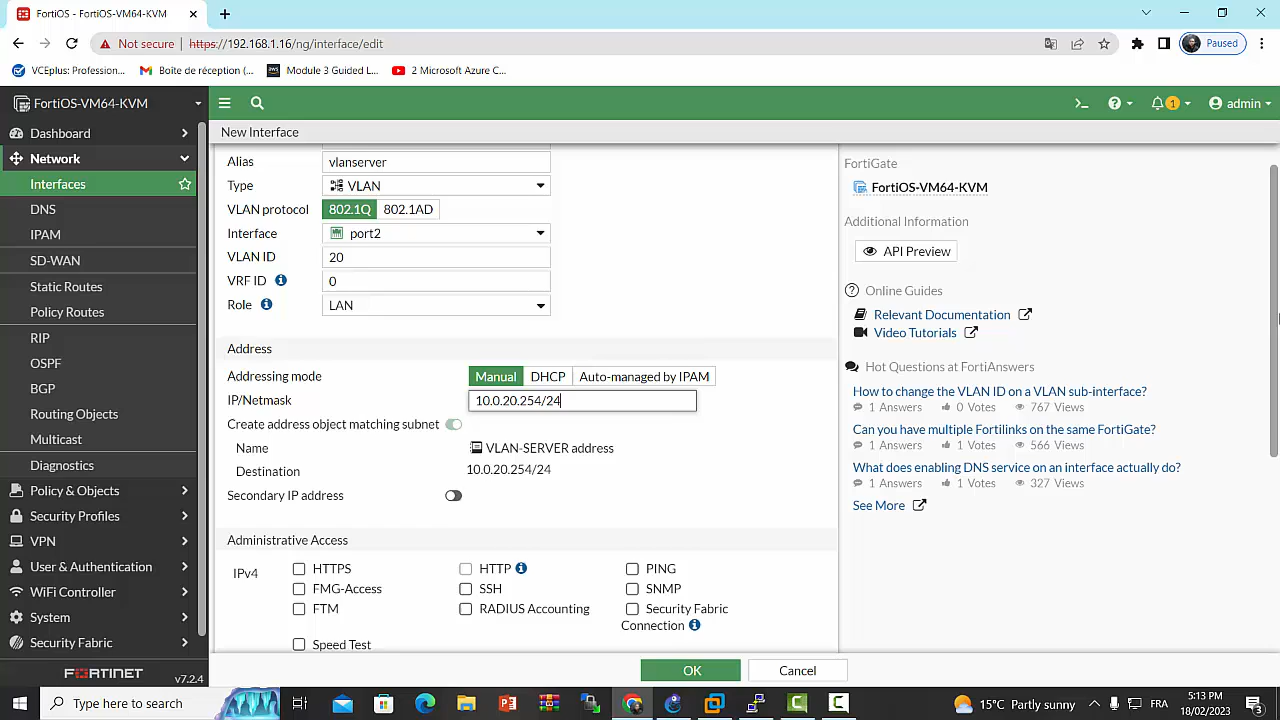 FortiOS - FortiOS-VM64-KVM
Not secure | https://192.168.1.16/ng/interface/edit
Paused
VCEplus: Profession...
Boîte de réception (...
Module 3 Guided L...
2 Microsoft Azure C...
FortiOS-VM64-KVM
1
admin
Dashboard
Network
Interfaces
DNS
IPAM
SD-WAN
Static Routes
Policy Routes
RIP
OSPF
BGP
Routing Objects
Multicast
Diagnostics
Policy & Objects
Security Profiles
VPN
User & Authentication
WiFi Controller
System
Security Fabric
FORTINET
v7.2.4
New Interface
Alias vlanserver
Type VLAN
VLAN protocol 802.1Q 802.1AD
Interface port2
VLAN ID 20
VRF ID 0
Role LAN
Address
Addressing mode Manual DHCP Auto-managed by IPAM
IP/Netmask 10.0.20.254/24
Create address object matching subnet
Name VLAN-SERVER address
Destination 10.0.20.254/24
Secondary IP address
Administrative Access
IPv4 HTTPS HTTP PING
FMG-Access SSH SNMP
FTM RADIUS Accounting Security Fabric
Connection
Speed Test
OK Cancel
FortiGate
FortiOS-VM64-KVM
Additional Information
API Preview
Online Guides
Relevant Documentation
Video Tutorials
Hot Questions at FortiAnswers
How to change the VLAN ID on a VLAN sub-interface?
1 Answers 0 Votes 767 Views
Can you have multiple Fortilinks on the same FortiGate?
1 Answers 1 Votes 566 Views
What does enabling DNS service on an interface actually do?
1 Answers 1 Votes 327 Views
See More
Type here to search
15°C Partly sunny
FRA
5:13 PM
18/02/2023
3